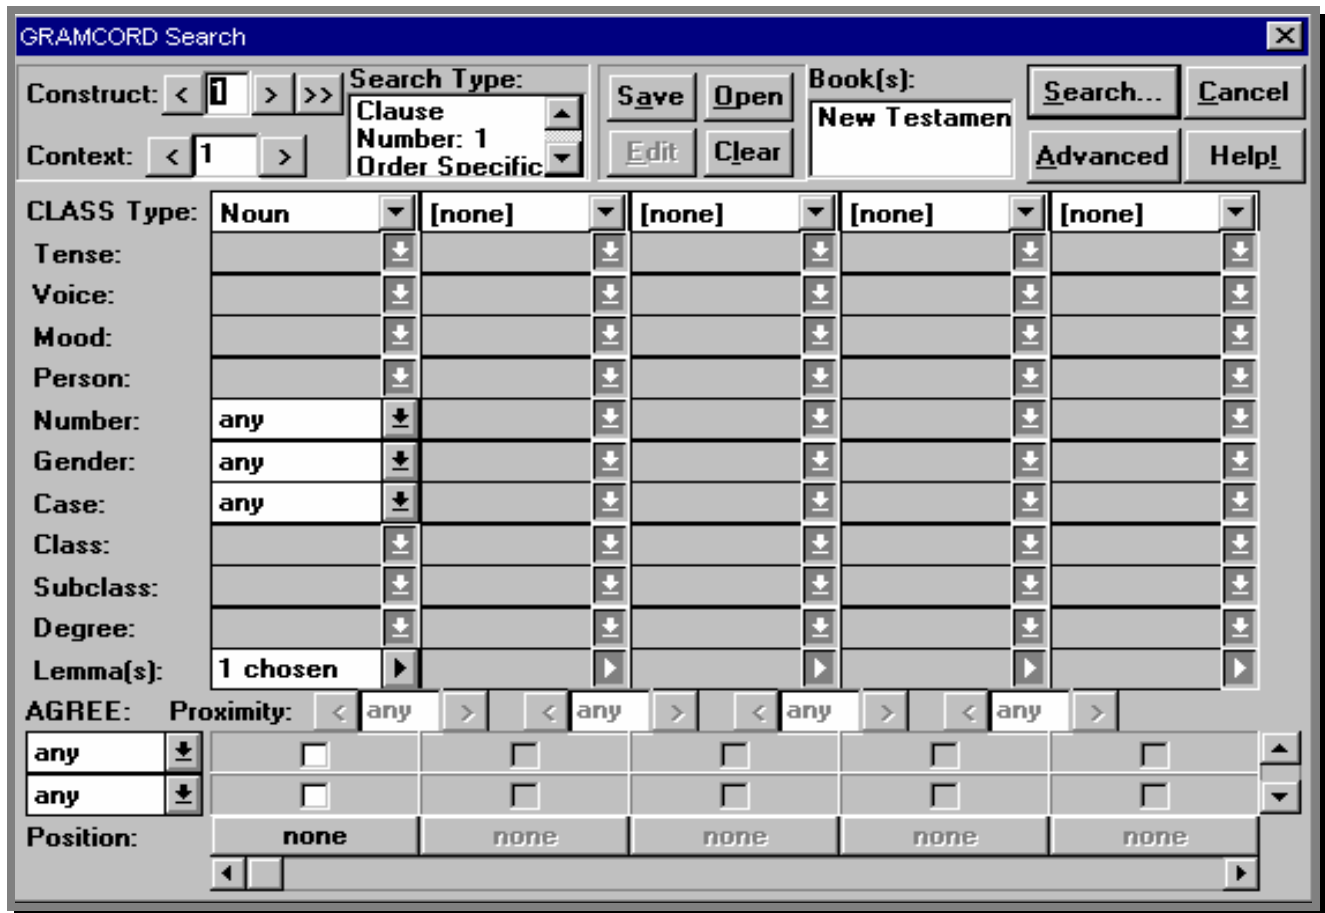 GRAMCORD Search
Construct: < 1 > >> Search Type: Save Open Book(s): Search... Cancel
Clause
Number: 1
Order Specific
New Testamen
Context: < 1 > Edit Clear Advanced Help!
CLASS Type: Noun [none] [none] [none] [none]
Tense:
Voice:
Mood:
Person:
Number: any
Gender: any
Case: any
Class:
Subclass:
Degree:
Lemma(s): 1 chosen
AGREE: Proximity: < any > < any > < any > < any >
any
any
Position: none none none none none